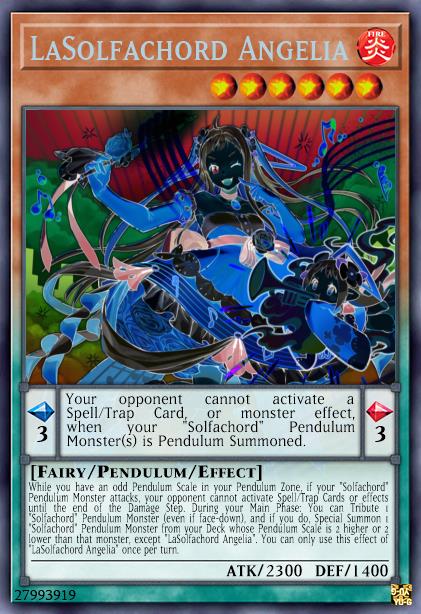 LaSolfachord Angelia
FIRE
炎
Your opponent cannot activate a
Spell/Trap Card, or monster effect,
when your "Solfachord" Pendulum
Monster(s) is Pendulum Summoned.
3
3
[Fairy/Pendulum/Effect]
While you have an odd Pendulum Scale in your Pendulum Zone, if your "Solfachord"
Pendulum Monster attacks, your opponent cannot activate Spell/Trap Cards or effects
until the end of the Damage Step. During your Main Phase: You can Tribute 1
"Solfachord" Pendulum Monster (even if face-down), and if you do, Special Summon 1
"Solfachord" Pendulum Monster from your Deck whose Pendulum Scale is 2 higher or 2
lower than that monster, except "LaSolfachord Angelia". You can only use this effect of
"LaSolfachord Angelia" once per turn.
ATK/2300 DEF/1400
27993919